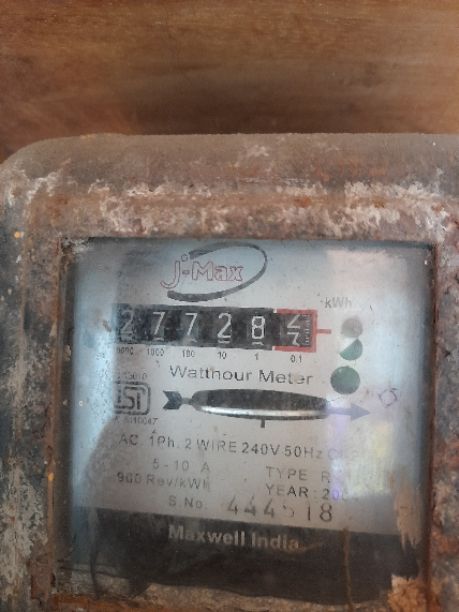 J-Max
kWh
2 7 7 2 8
1000 100 10 1 0.1
Watthour Meter
ISI
AC. 1Ph. 2 WIRE 240V 50Hz
5-10 A TYPE
900 Rev/kWh YEAR:
S.No. 444518
Maxwell India